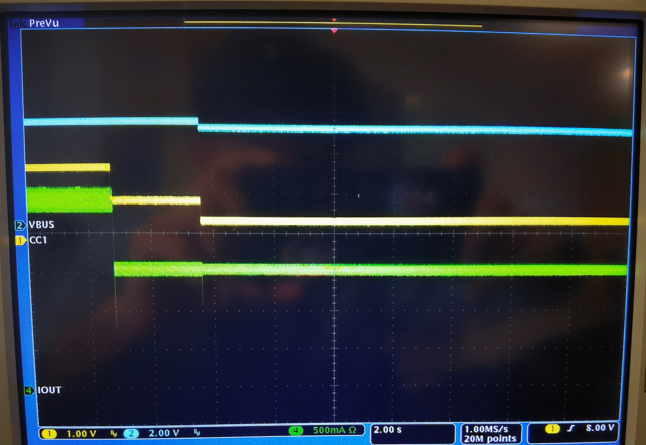 Tek PreVu
2 VBUS
1 CC1
4 IOUT
1 1.00 V 2 2.00 V 4 500mA Ω 2.00 s 1.00MS/s 1 8.00 V
20M points